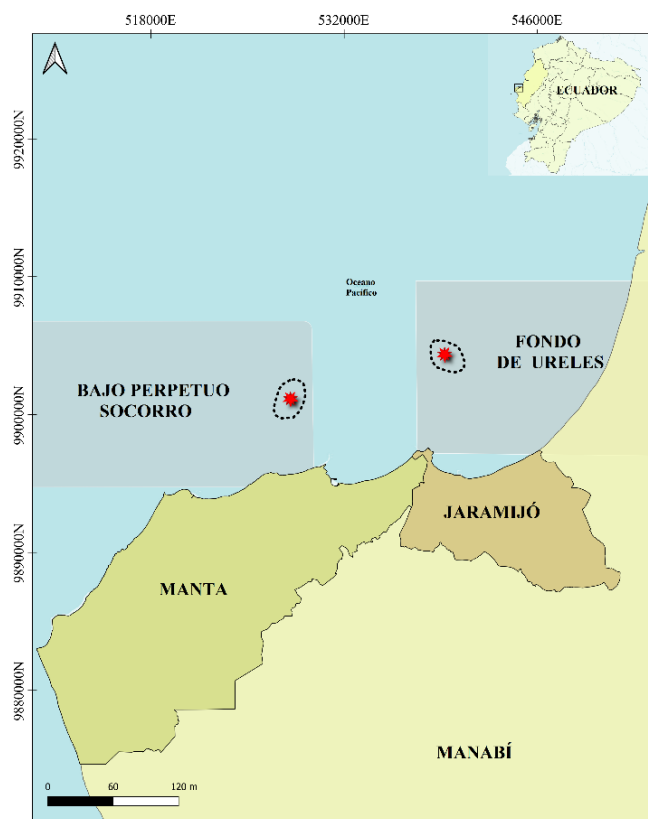 518000E
532000E
546000E
ECUADOR
9920000N
9910000N
Oceano
Pacífico
FONDO
DE URELES
BAJO PERPETUO
SOCORRO
9900000N
JARAMIJÓ
9890000N
MANTA
9880000N
MANABÍ
0
60
120 m